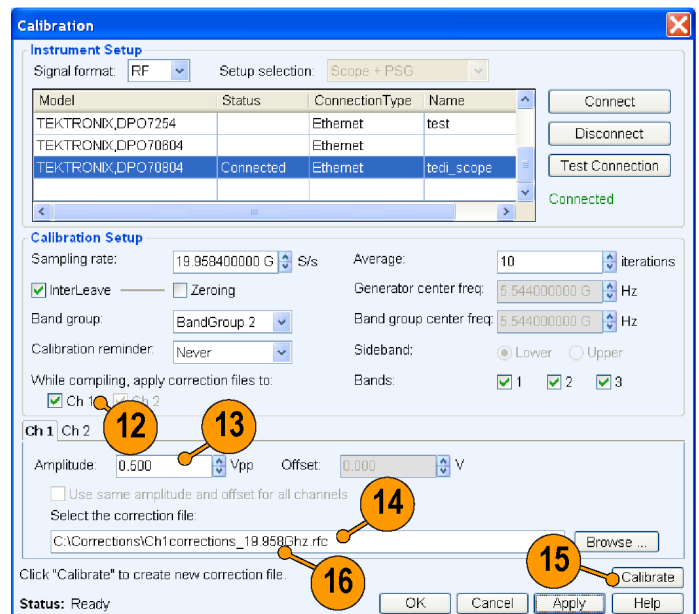 Calibration
Instrument Setup
Signal format: RF Setup selection: Scope + PSG
Model Status ConnectionType Name
TEKTRONIX,DPO7254 Ethernet test
TEKTRONIX,DPO70604 Ethernet
TEKTRONIX,DPO70804 Connected Ethernet tedi_scope
Connect
Disconnect
Test Connection
Connected
Calibration Setup
Sampling rate: 19.958400000 G S/s Average: 10 iterations
InterLeave Zeroing Generator center freq: 5.544000000 G Hz
Band group: BandGroup 2 Band group center freq: 5.544000000 G Hz
Calibration reminder: Never Sideband: Lower Upper
While compiling, apply correction files to: Bands: 1 2 3
Ch 1 Ch 2
12
13
Ch 1 Ch 2
Amplitude: 0.500 Vpp Offset: 0.000 V
Use same amplitude and offset for all channels
14
Select the correction file:
C:\Corrections\Ch1corrections_19.958Ghz.rfc Browse ...
15
16
Click "Calibrate" to create new correction file. Calibrate
Status: Ready OK Cancel Apply Help